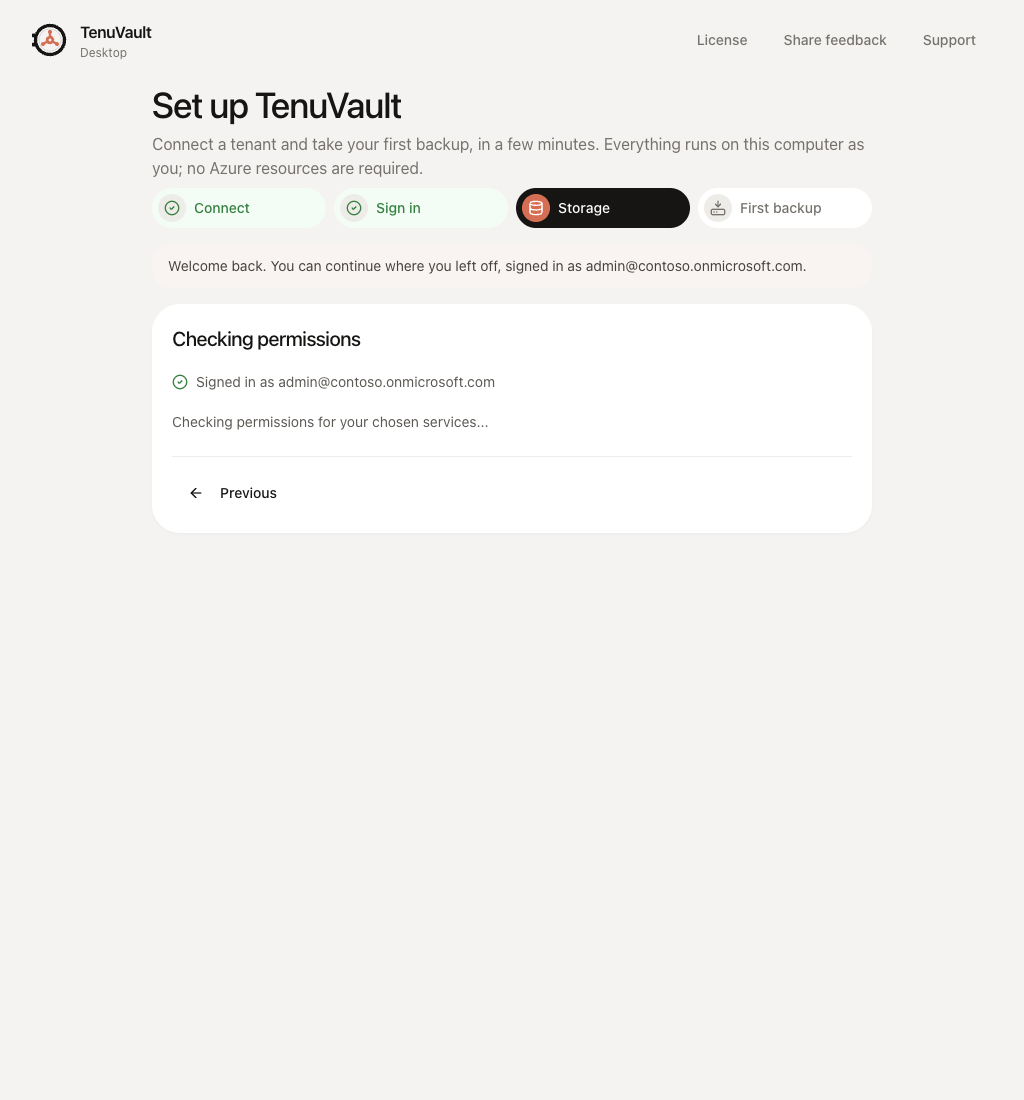 TenuVault
Desktop
License
Share feedback
Support
Set up TenuVault
Connect a tenant and take your first backup, in a few minutes. Everything runs on this computer as
you; no Azure resources are required.
Connect
Sign in
Storage
First backup
Welcome back. You can continue where you left off, signed in as admin@contoso.onmicrosoft.com.
Checking permissions
Signed in as admin@contoso.onmicrosoft.com
Checking permissions for your chosen services...
Previous